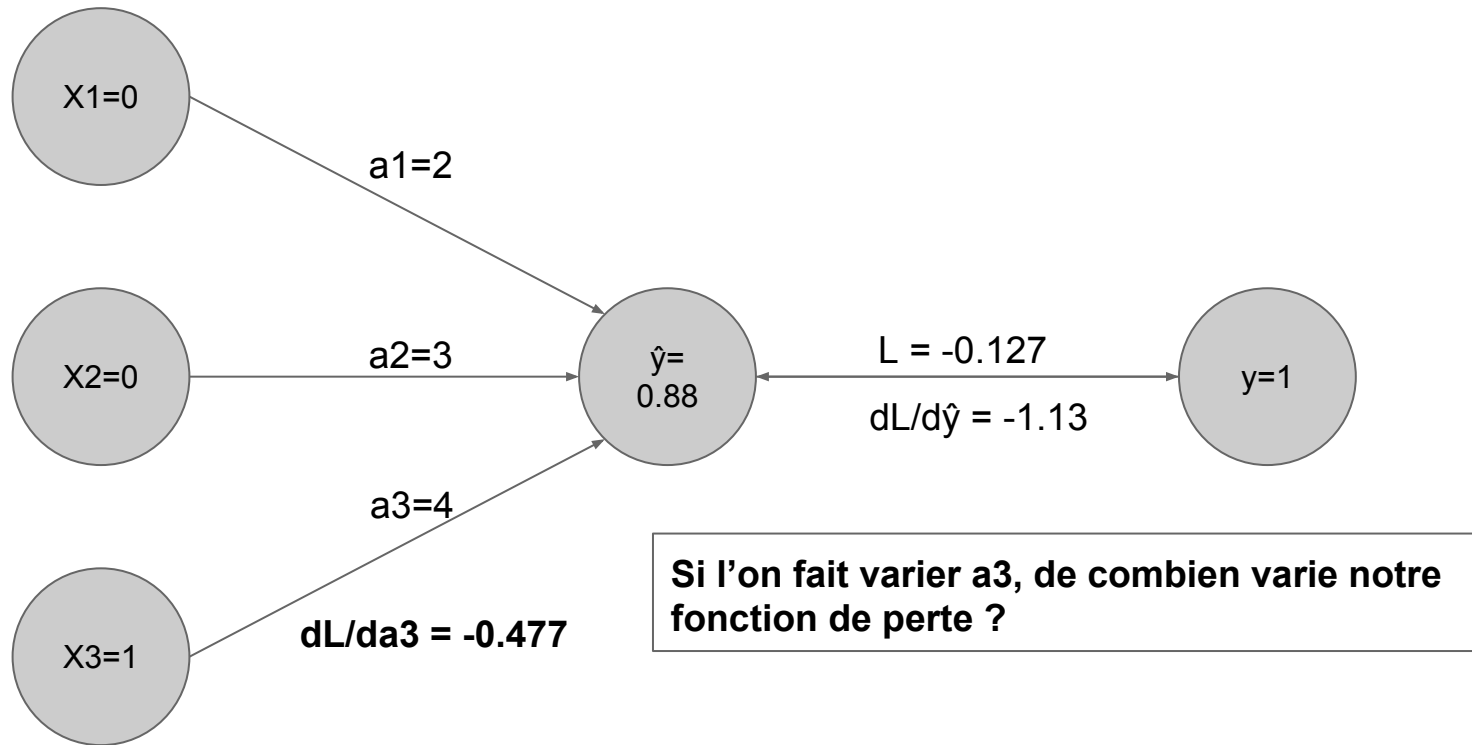 X1=0
a1=2
X2=0
a2=3
ŷ=
0.88
L = -0.127
dL/dŷ = -1.13
y=1
a3=4
X3=1
dL/da3 = -0.477
Si l’on fait varier a3, de combien varie notre
fonction de perte ?